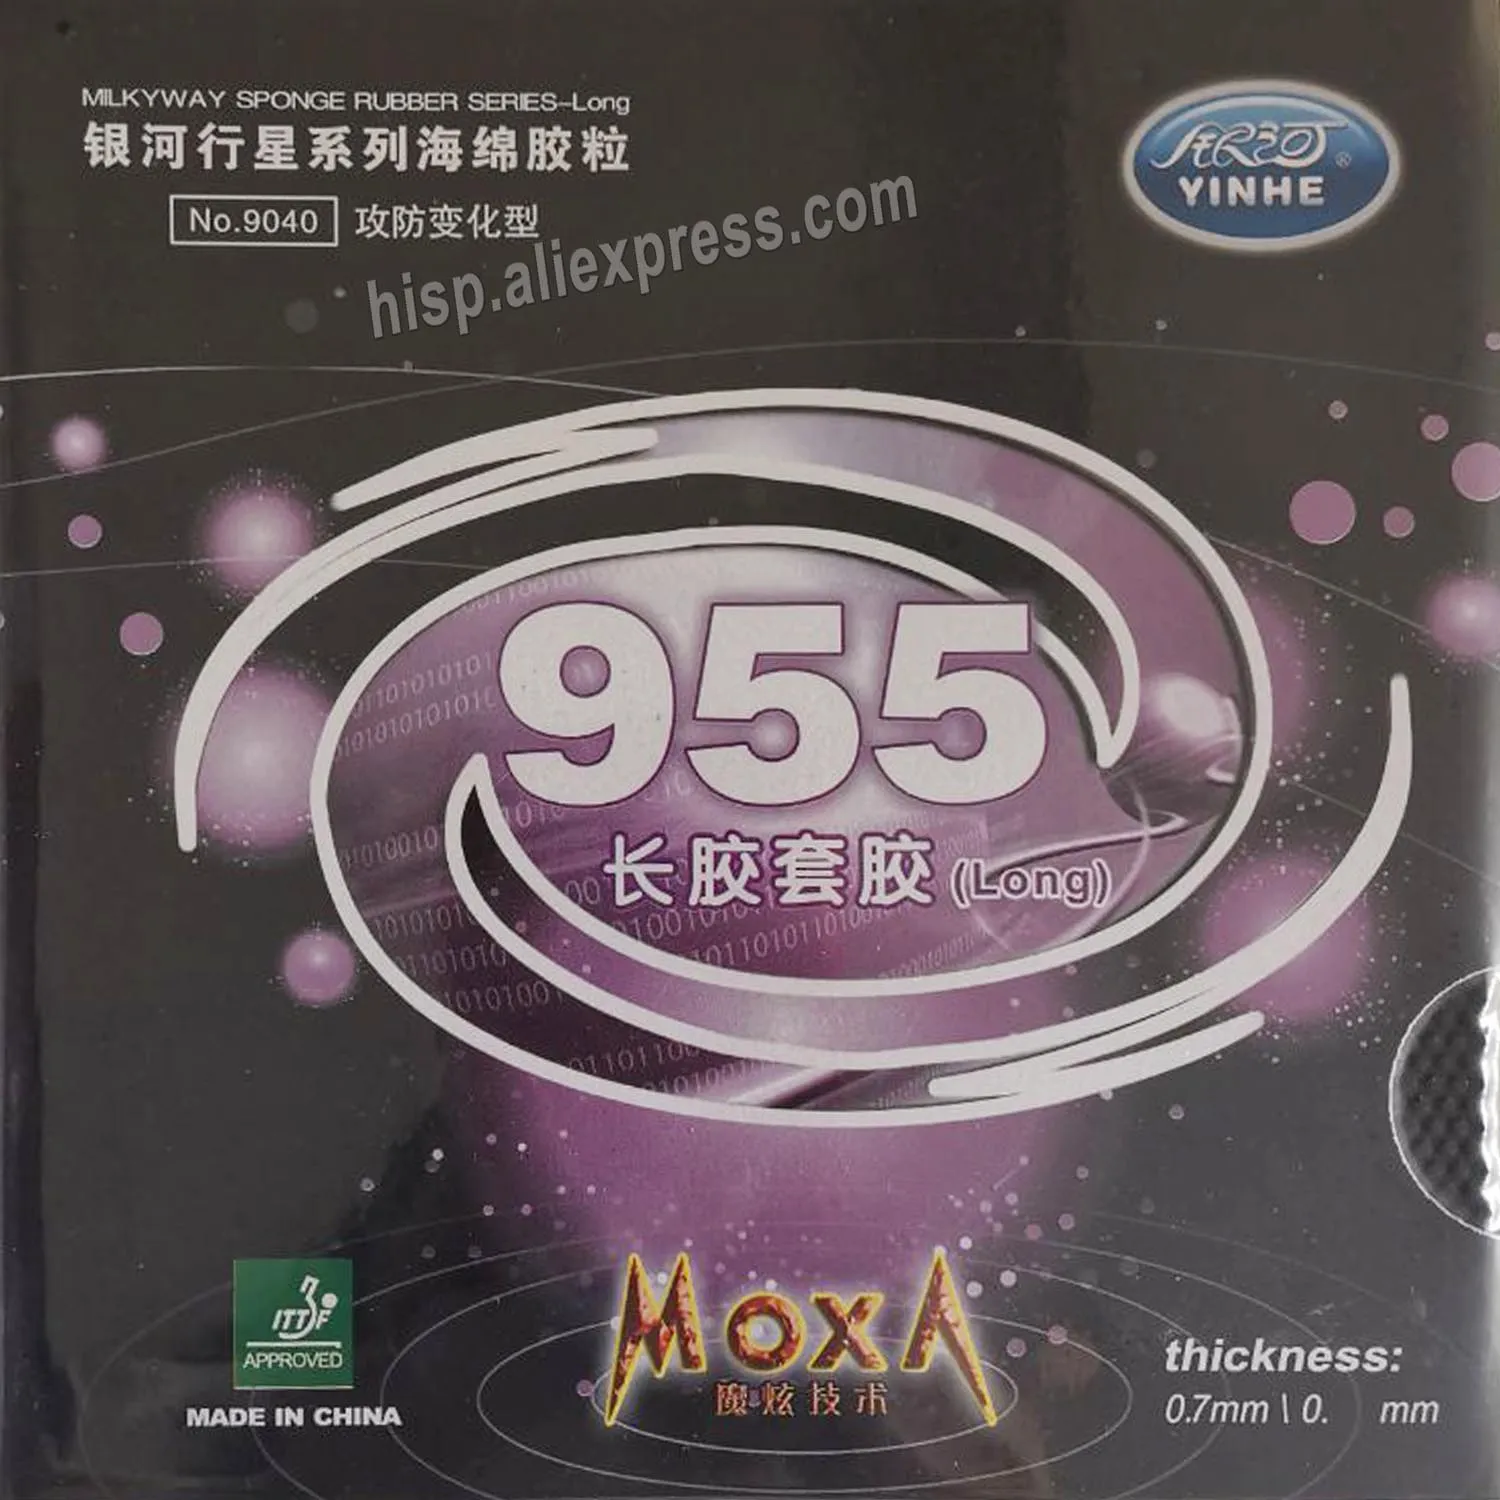 MILKYWAY SPONGE RUBBER SERIES-Long
银河行星系列海绵胶粒
No.9040 攻防变化型
银河®
YINHE
hisp.aliexpress.com
955
长胶套胶 (Long)
ITTF
APPROVED
MADE IN CHINA
MOXA
魔炫技术
thickness:
0.7mm \ 0. mm